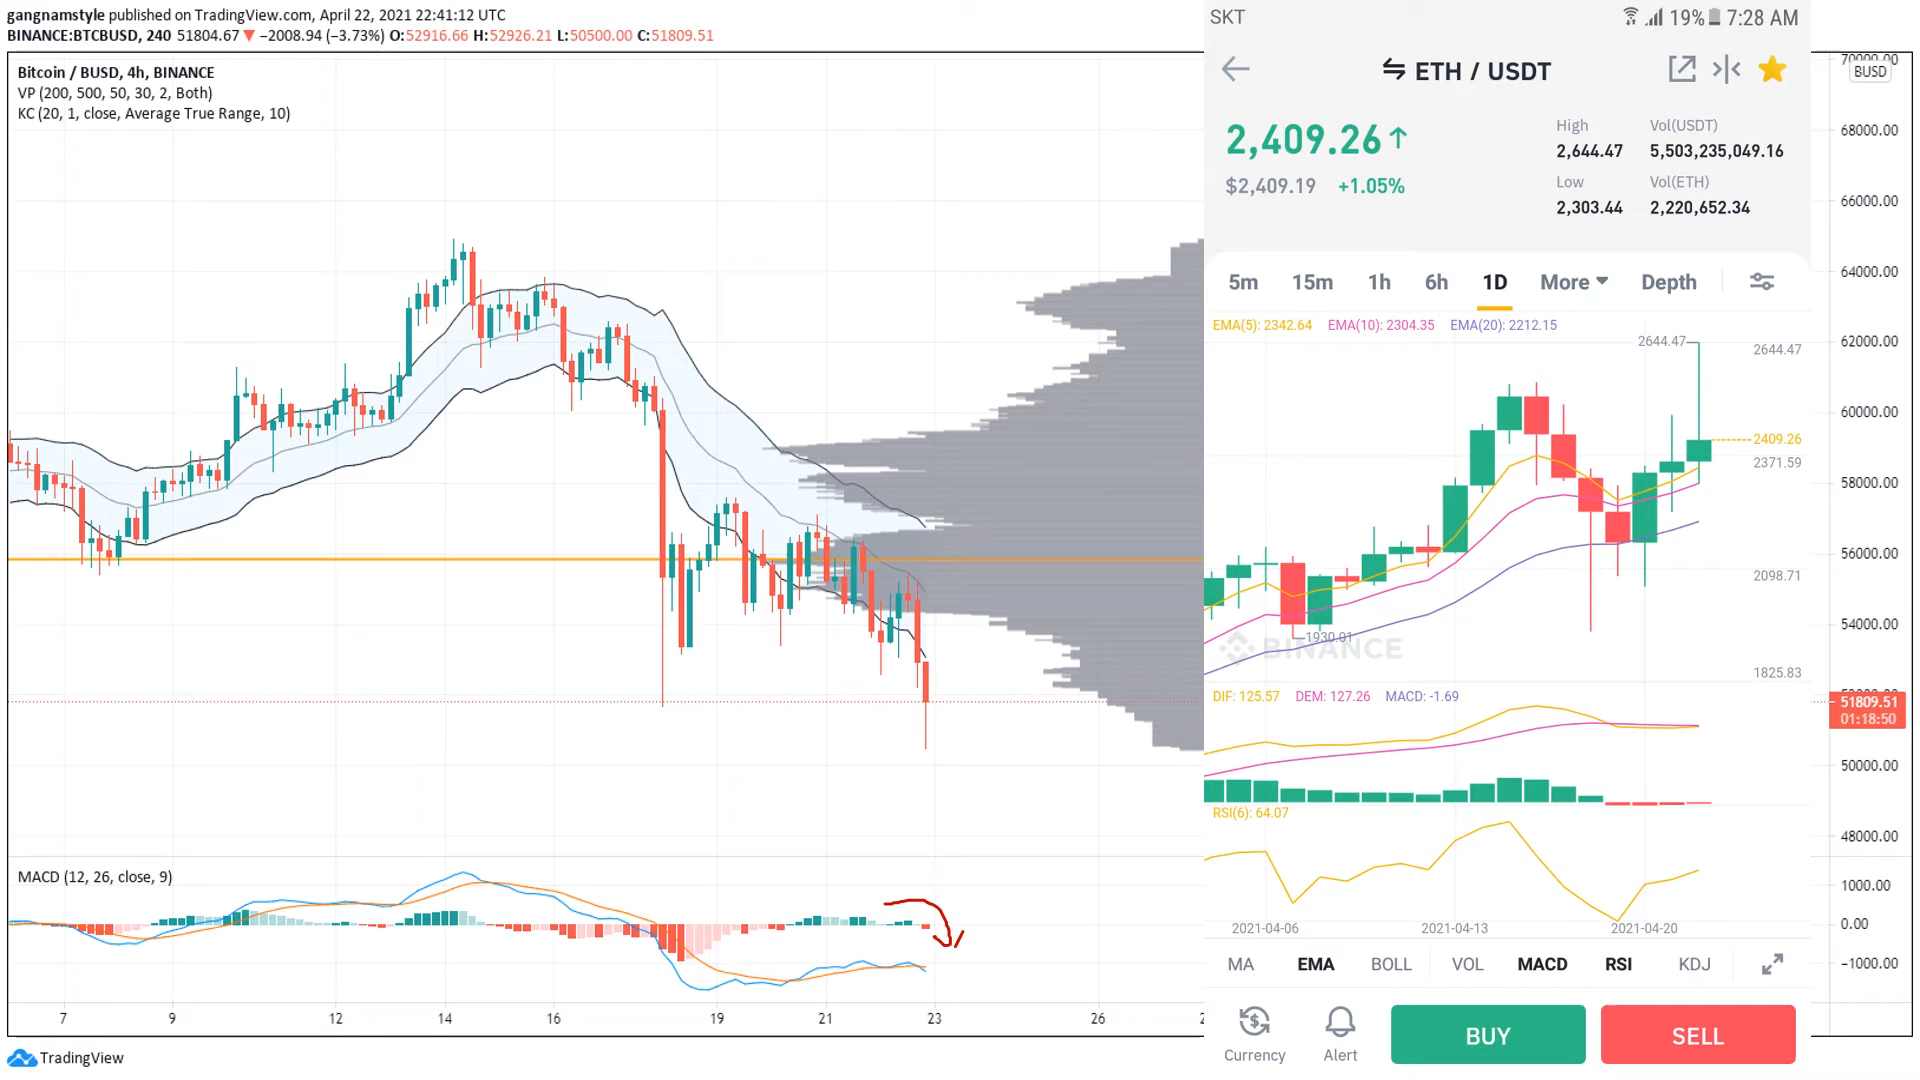 gangnamstyle published on TradingView.com, April 22, 2021 22:41:12 UTC
BINANCE:BTCBUSD, 240 51804.67 ▼ −2008.94 (−3.73%) O:52916.66 H:52926.21 L:50500.00 C:51809.51
Bitcoin / BUSD, 4h, BINANCE
VP (200, 500, 50, 30, 2, Both)
KC (20, 1, close, Average True Range, 10)
MACD (12, 26, close, 9)
7 9 12 14 16 19 21 23 26
TradingView
SKT 19% 7:28 AM
ETH / USDT
2,409.26↑
$2,409.19 +1.05%
High
2,644.47
Low
2,303.44
Vol(USDT)
5,503,235,049.16
Vol(ETH)
2,220,652.34
5m 15m 1h 6h 1D More Depth
EMA(5): 2342.64 EMA(10): 2304.35 EMA(20): 2212.15
2644.47
2644.47
2409.26
2371.59
2098.71
1930.01
BINANCE
1825.83
DIF: 125.57 DEM: 127.26 MACD: -1.69
RSI(6): 64.07
2021-04-06 2021-04-13 2021-04-20
MA EMA BOLL VOL MACD RSI KDJ
Currency
Alert
BUY
SELL
70000.00
BUSD
68000.00
66000.00
64000.00
62000.00
60000.00
58000.00
56000.00
54000.00
51809.51
01:18:50
50000.00
48000.00
1000.00
0.00
−1000.00